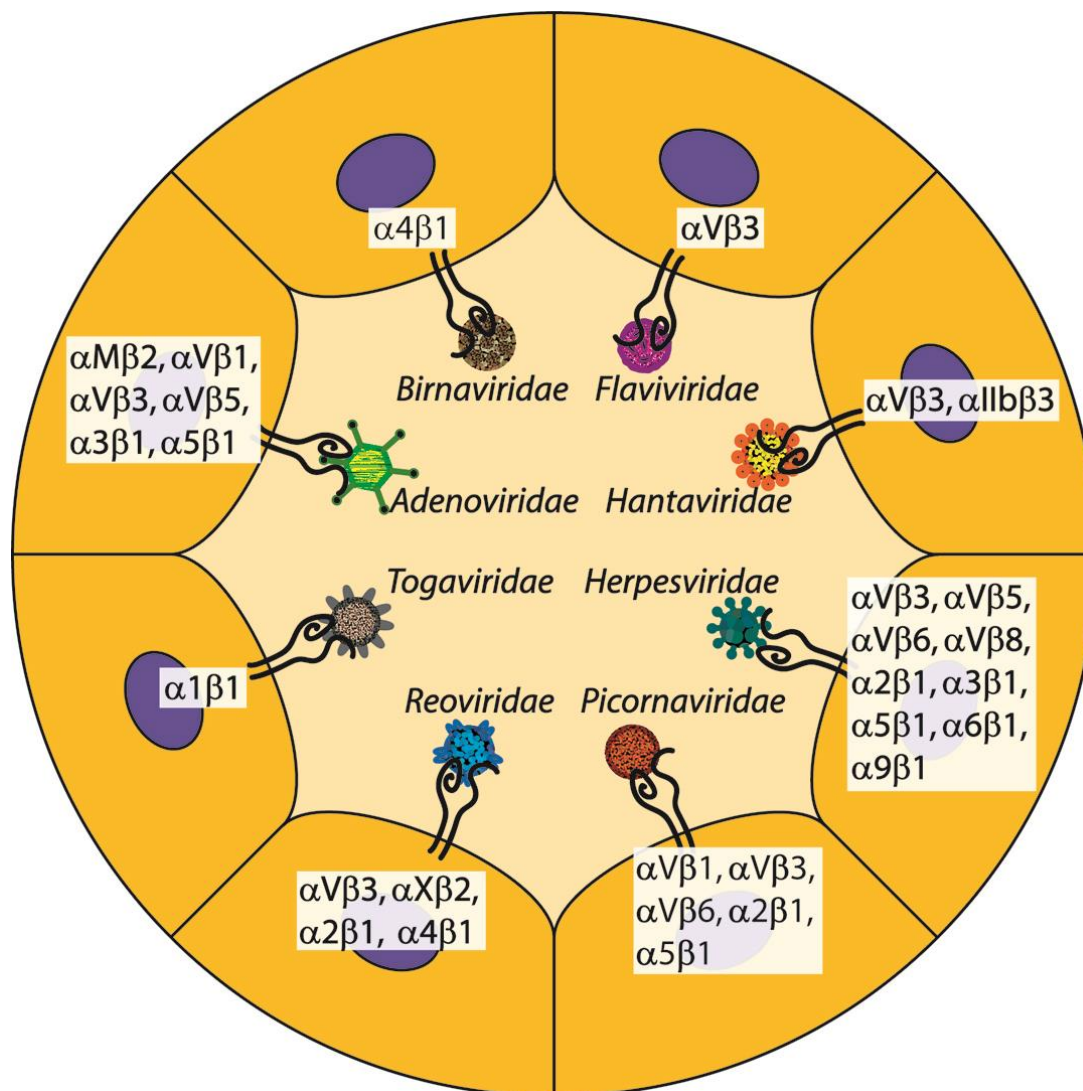 α4β1
αVβ3
αMβ2, αVβ1,
αVβ3, αVβ5,
α3β1, α5β1
Birnaviridae
Flaviviridae
αVβ3, αIIbβ3
Adenoviridae
Hantaviridae
Togaviridae
Herpesviridae
αVβ3, αVβ5,
αVβ6, αVβ8,
α2β1, α3β1,
α5β1, α6β1,
α9β1
α1β1
Reoviridae
Picornaviridae
αVβ3, αXβ2,
α2β1, α4β1
αVβ1, αVβ3,
αVβ6, α2β1,
α5β1